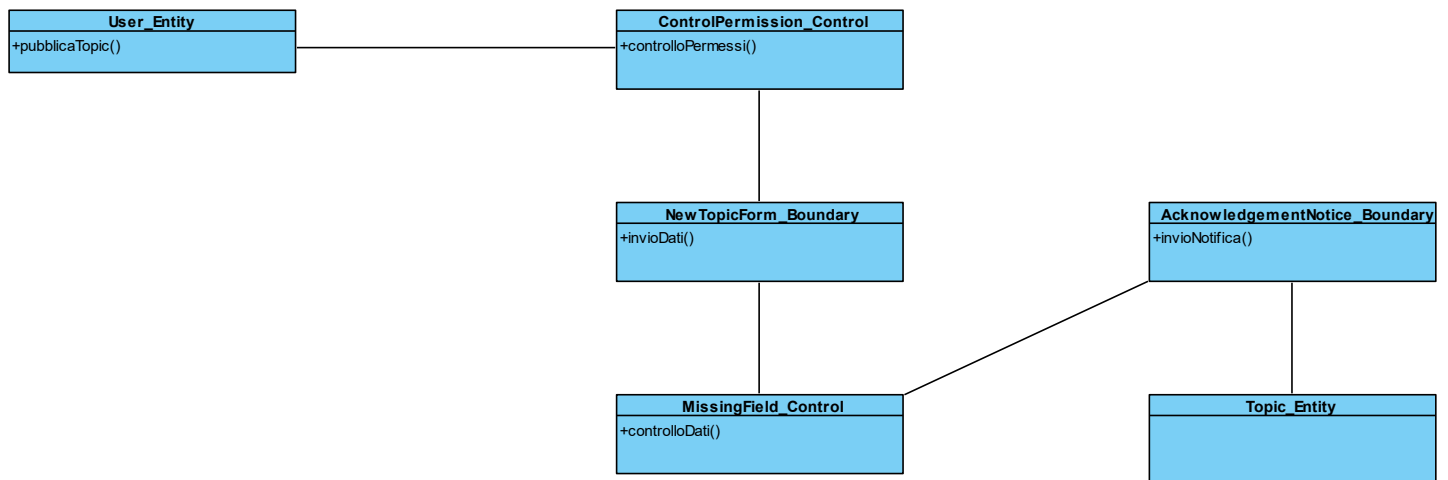 User_Entity
+pubblicaTopic()
ControlPermission_Control
+controlloPermessi()
NewTopicForm_Boundary
+invioDati()
AcknowledgementNotice_Boundary
+invioNotifica()
MissingField_Control
+controlloDati()
Topic_Entity